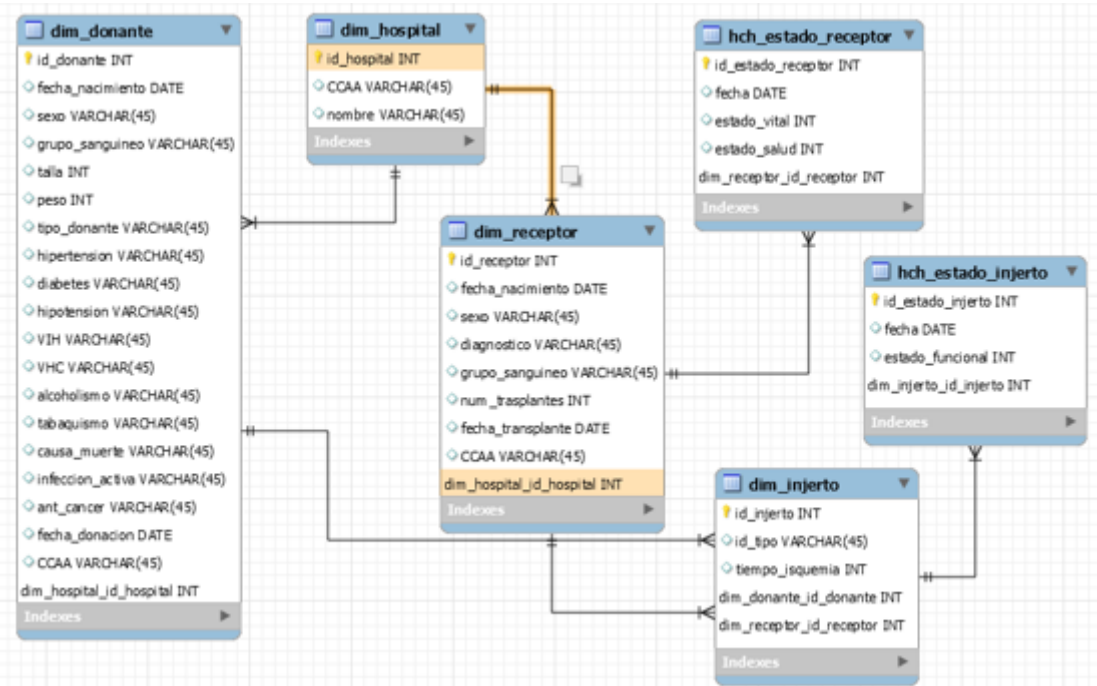 dim_donante
id_donante INT
fecha_nacimiento DATE
sexo VARCHAR(45)
grupo_sanguineo VARCHAR(45)
talla INT
peso INT
tipo_donante VARCHAR(45)
hipertension VARCHAR(45)
diabetes VARCHAR(45)
hipotension VARCHAR(45)
VIH VARCHAR(45)
VHC VARCHAR(45)
alcoholismo VARCHAR(45)
tabaquismo VARCHAR(45)
causa_muerte VARCHAR(45)
infeccion_activa VARCHAR(45)
ant_cancer VARCHAR(45)
fecha_donacion DATE
CCAA VARCHAR(45)
dim_hospital_id_hospital INT
Indexes
dim_hospital
id_hospital INT
CCAA VARCHAR(45)
nombre VARCHAR(45)
Indexes
dim_receptor
id_receptor INT
fecha_nacimiento DATE
sexo VARCHAR(45)
diagnostico VARCHAR(45)
grupo_sanguineo VARCHAR(45)
num_trasplantes INT
fecha_transplante DATE
CCAA VARCHAR(45)
dim_hospital_id_hospital INT
Indexes
hch_estado_receptor
id_estado_receptor INT
fecha DATE
estado_vital INT
estado_salud INT
dim_receptor_id_receptor INT
Indexes
hch_estado_injerto
id_estado_injerto INT
fecha DATE
estado_funcional INT
dim_injerto_id_injerto INT
Indexes
dim_injerto
id_injerto INT
id_tipo VARCHAR(45)
tiempo_isquemia INT
dim_donante_id_donante INT
dim_receptor_id_receptor INT
Indexes